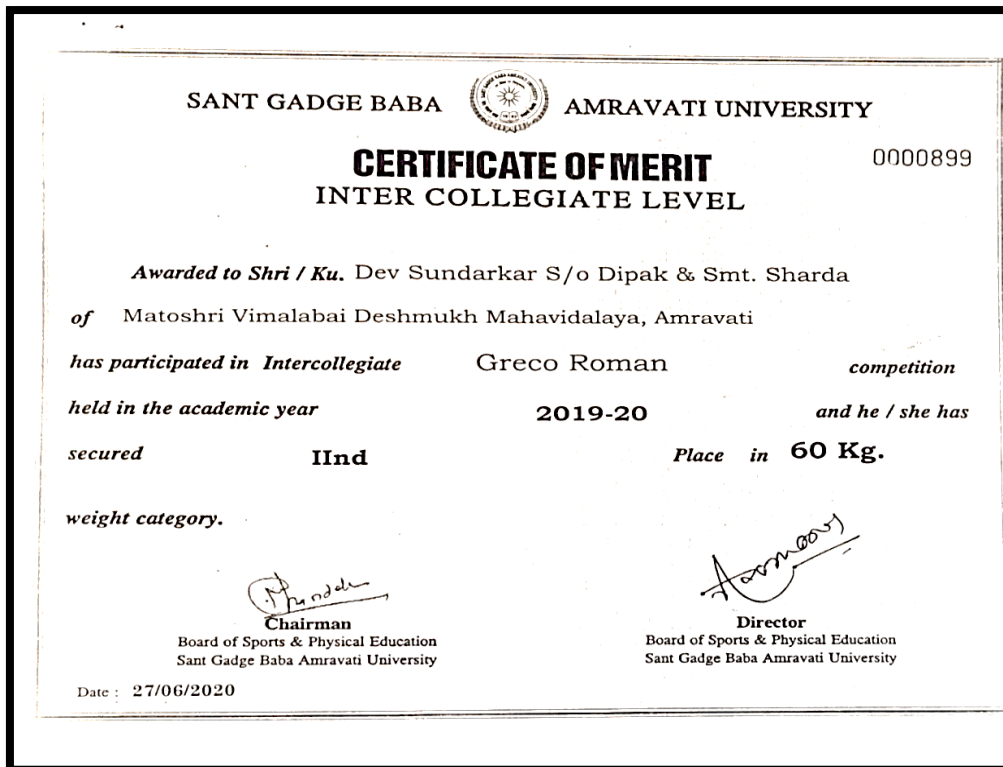 SANT GADGE BABA AMRAVATI UNIVERSITY
0000899
CERTIFICATE OF MERIT
INTER COLLEGIATE LEVEL
Awarded to Shri / Ku. Dev Sundarkar S/o Dipak & Smt. Sharda
of Matoshri Vimalabai Deshmukh Mahavidalaya, Amravati
has participated in Intercollegiate Greco Roman competition
held in the academic year 2019-20 and he / she has
secured IInd Place in 60 Kg.
weight category.
Chairman
Board of Sports & Physical Education
Sant Gadge Baba Amravati University
Director
Board of Sports & Physical Education
Sant Gadge Baba Amravati University
Date : 27/06/2020